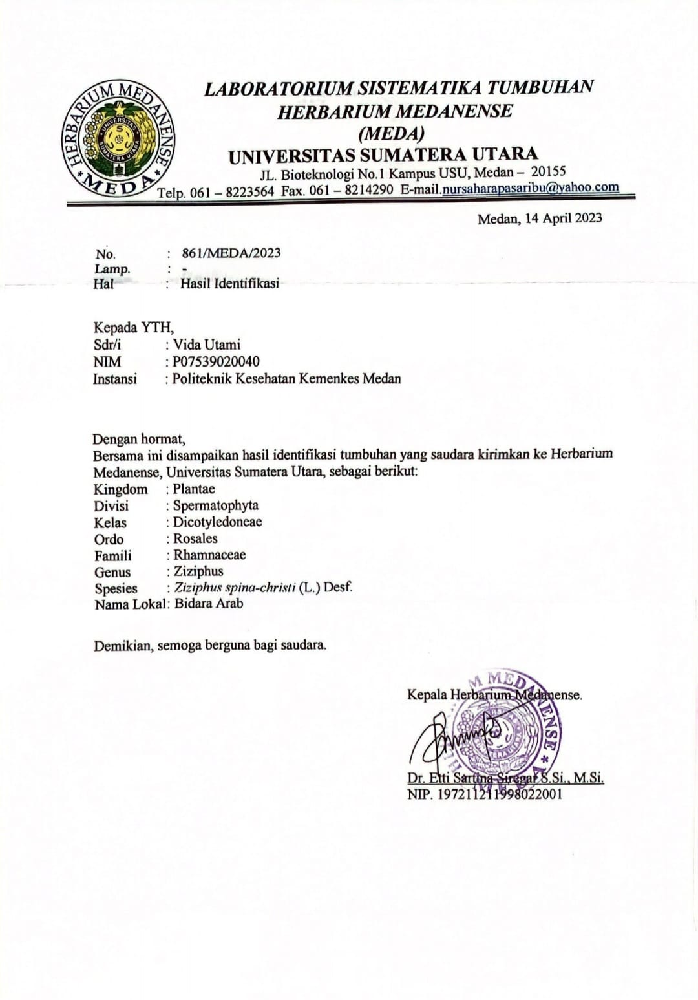 HERBARIUM MEDANENSE
* MEDA *
UNIVERSITAS
SUMATERA UTARA
LABORATORIUM SISTEMATIKA TUMBUHAN
HERBARIUM MEDANENSE
(MEDA)
UNIVERSITAS SUMATERA UTARA
JL. Bioteknologi No.1 Kampus USU, Medan – 20155
Telp. 061 – 8223564 Fax. 061 – 8214290 E-mail.nursaharapasaribu@yahoo.com
Medan, 14 April 2023
No. : 861/MEDA/2023
Lamp. : -
Hal : Hasil Identifikasi
Kepada YTH,
Sdr/i : Vida Utami
NIM : P07539020040
Instansi : Politeknik Kesehatan Kemenkes Medan
Dengan hormat,
Bersama ini disampaikan hasil identifikasi tumbuhan yang saudara kirimkan ke Herbarium
Medanense, Universitas Sumatera Utara, sebagai berikut:
Kingdom : Plantae
Divisi : Spermatophyta
Kelas : Dicotyledoneae
Ordo : Rosales
Famili : Rhamnaceae
Genus : Ziziphus
Spesies : Ziziphus spina-christi (L.) Desf.
Nama Lokal: Bidara Arab
Demikian, semoga berguna bagi saudara.
Kepala Herbarium Medanense.
Dr. Etti Sartina Siregar S.Si., M.Si.
NIP. 197211211998022001